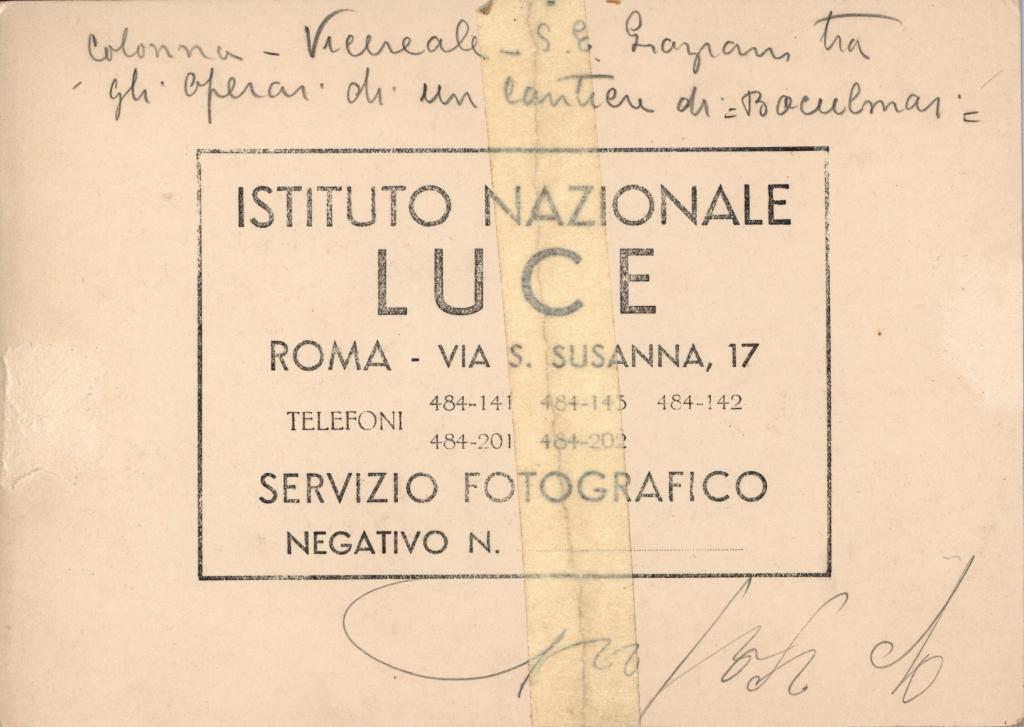 Colonna - Vicereale - S.E. Graziani tra
gli operai di un cantiere di = Boculmai =
ISTITUTO NAZIONALE
LUCE
ROMA - VIA S. SUSANNA, 17
TELEFONI 484-141 484-145 484-142
484-201 484-202
SERVIZIO FOTOGRAFICO
NEGATIVO N.